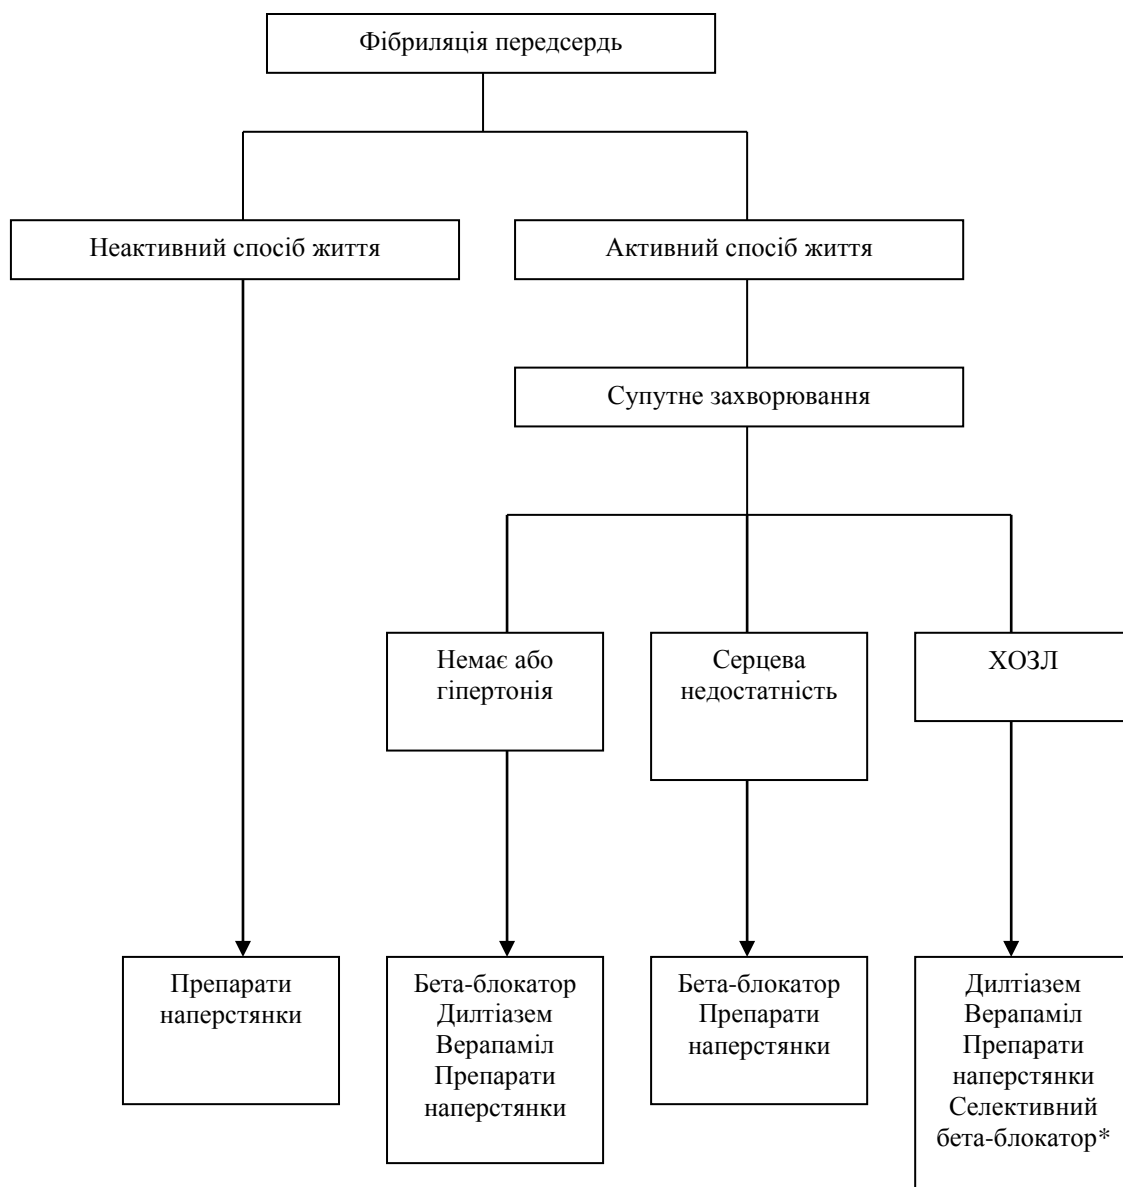 Фібриляція передсердь
Неактивний спосіб життя
Активний спосіб життя
Супутне захворювання
Немає або
гіпертонія
Серцева
недостатність
ХОЗЛ
Препарати
наперстянки
Бета-блокатор
Дилтіазем
Верапаміл
Препарати
наперстянки
Бета-блокатор
Препарати
наперстянки
Дилтіазем
Верапаміл
Препарати
наперстянки
Селективний
бета-блокатор*